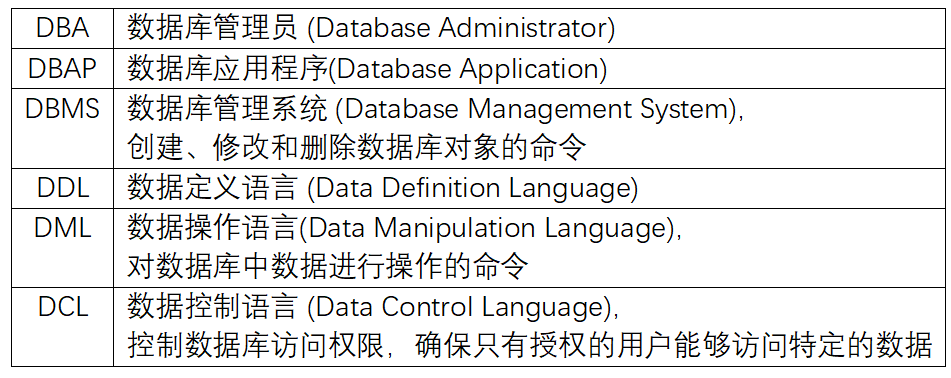 DBA 数据库管理员 (Database Administrator)
DBAP 数据库应用程序(Database Application)
DBMS 数据库管理系统 (Database Management System),
创建、修改和删除数据库对象的命令
DDL 数据定义语言 (Data Definition Language)
DML 数据操作语言(Data Manipulation Language),
对数据库中数据进行操作的命令
DCL 数据控制语言 (Data Control Language),
控制数据库访问权限，确保只有授权的用户能够访问特定的数据